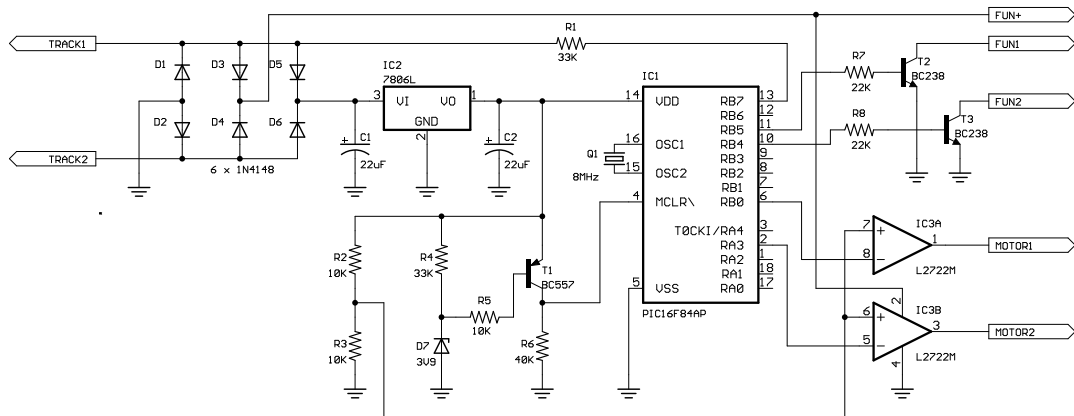 FUN+
TRACK1
R1
33K
FUN1
D1
D3
D5
IC2
7806L
IC1
R7
22K
T2
BC238
3
VI
VO
1
GND
2
14
VDD
RB7
13
RB6
12
RB5
11
RB4
10
RB3
9
RB2
8
RB1
7
RB0
6
FUN2
R8
22K
T3
BC238
D2
D4
D6
C1
22uF
C2
22uF
16
OSC1
Q1
8MHz
15
OSC2
TRACK2
6 x 1N4148
4
MCLR\
T0CKI/RA4
3
RA3
2
RA2
1
RA1
18
RA0
17
5
VSS
PIC16F84AP
7
+
8
−
IC3A
1
L2722M
MOTOR1
R2
10K
R4
33K
T1
BC557
R5
10K
R3
10K
D7
3V9
R6
40K
2
6
+
5
−
IC3B
3
L2722M
4
MOTOR2